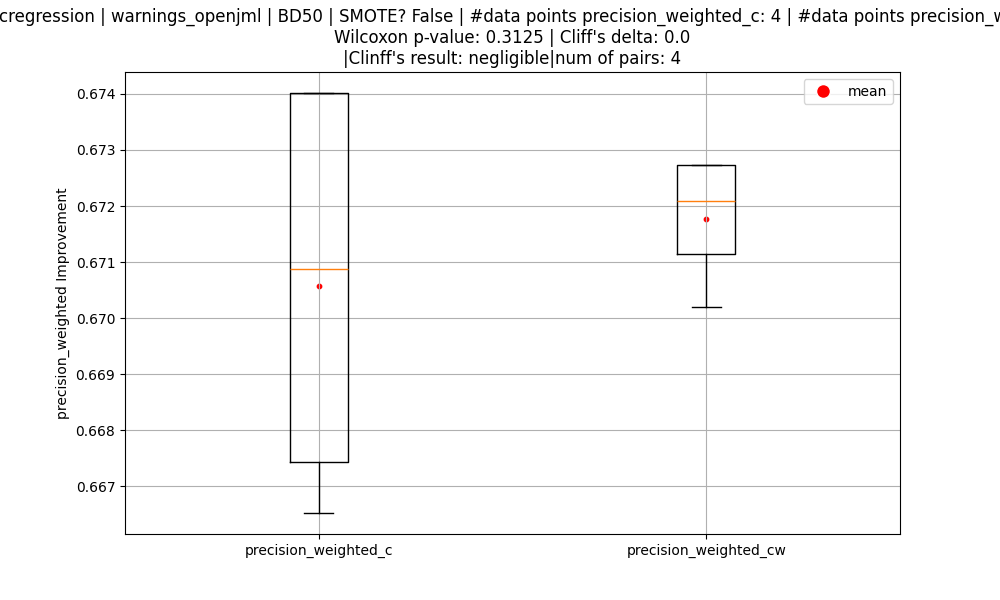 cregression | warnings_openjml | BD50 | SMOTE? False | #data points precision_weighted_c: 4 | #data points
Wilcoxon p-value: 0.3125 | Cliff's delta: 0.0
|Clinff's result: negligible|num of pairs: 4
mean
0.674
0.673
0.672
0.671
0.670
0.669
0.668
0.667
precision_weighted Improvement
precision_weighted_c
precision_weighted_cw